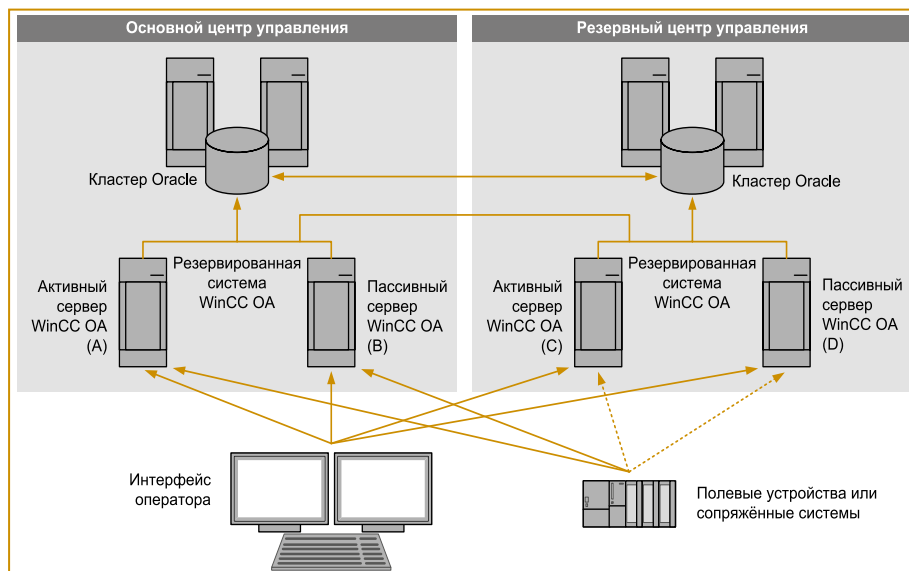 Основной центр управления
Резервный центр управления
Кластер Oracle
Кластер Oracle
Активный
сервер
WinCC OA
(A)
Резервированная
система
WinCC OA
Пассивный
сервер
WinCC OA
(B)
Активный
сервер
WinCC OA
(C)
Резервированная
система
WinCC OA
Пассивный
сервер
WinCC OA
(D)
Интерфейс
оператора
Полевые устройства или
сопряжённые системы